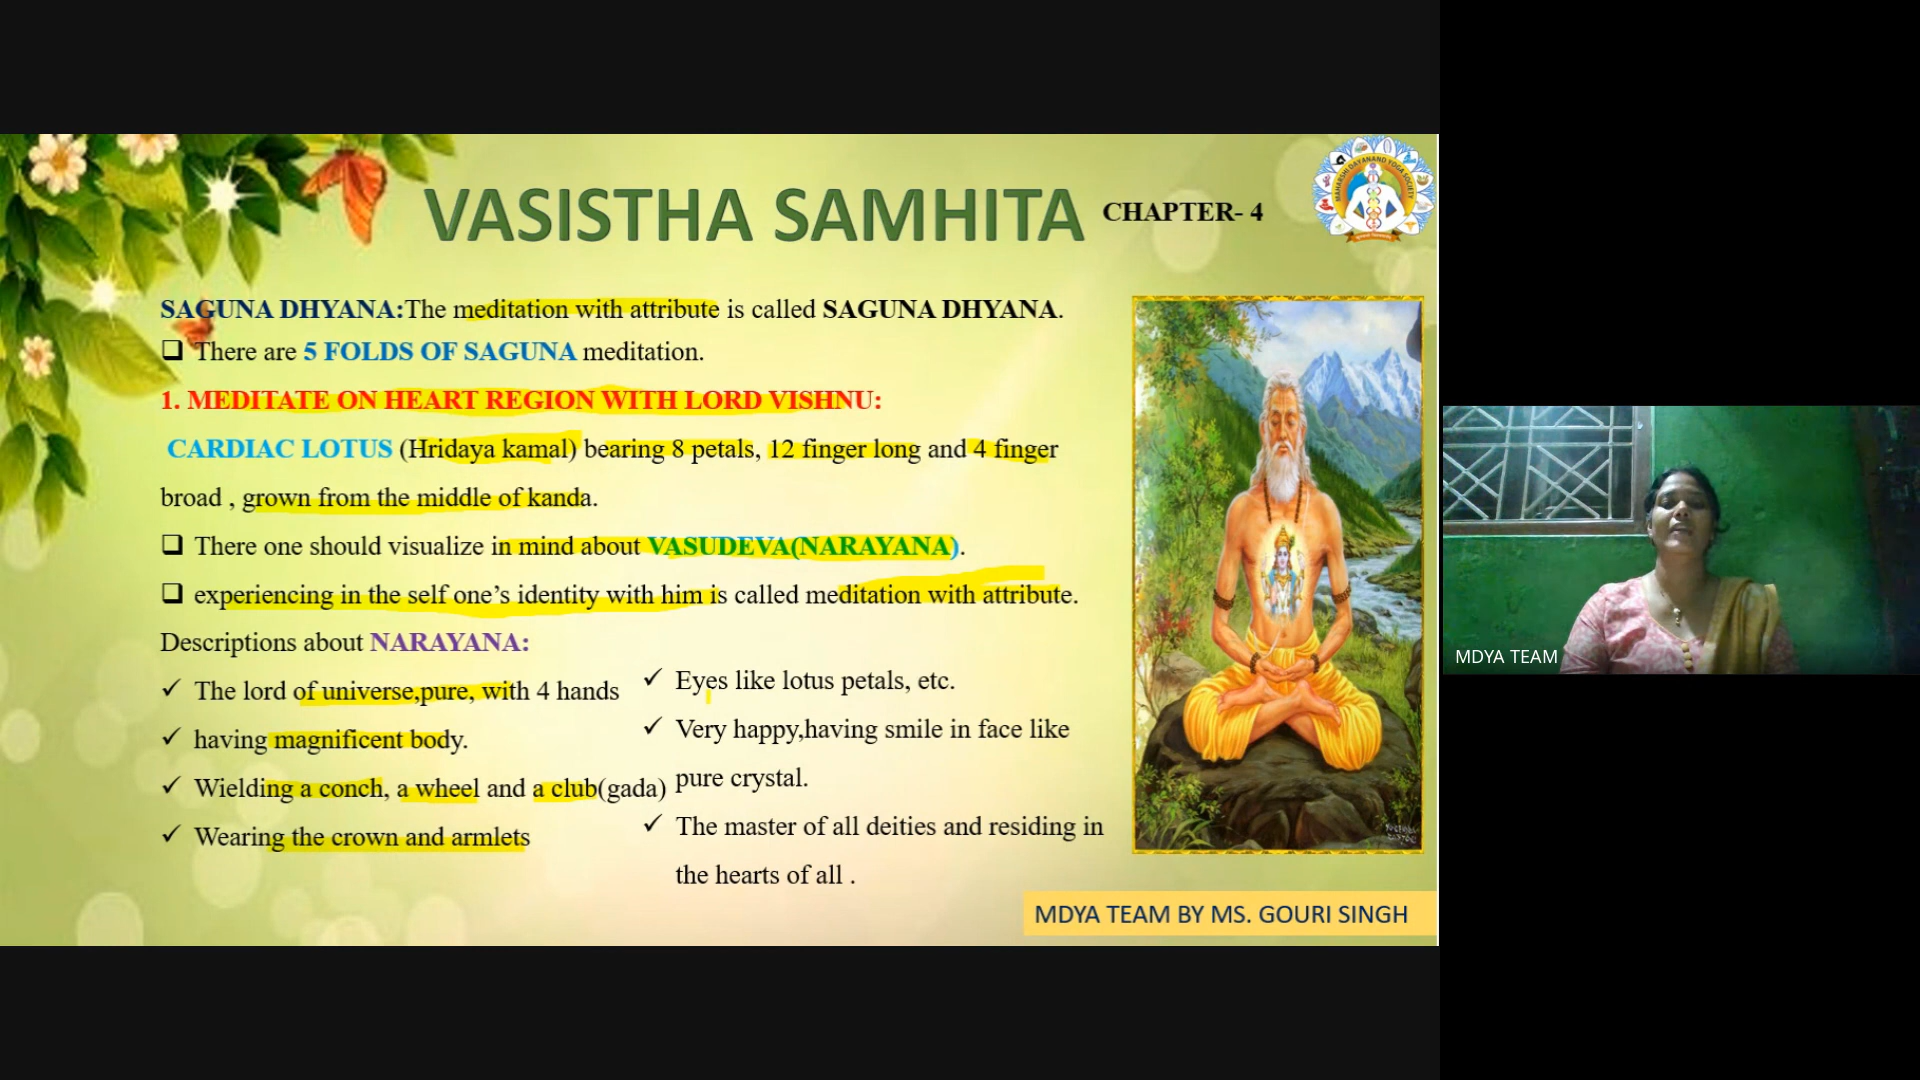 VASISTHA SAMHITA CHAPTER- 4
MAHARSHI DAYANAND YOGA SOCIETY
SAGUNA DHYANA:The meditation with attribute is called SAGUNA DHYANA.
❑ There are 5 FOLDS OF SAGUNA meditation.
1. MEDITATE ON HEART REGION WITH LORD VISHNU:
CARDIAC LOTUS (Hridaya kamal) bearing 8 petals, 12 finger long and 4 finger
broad , grown from the middle of kanda.
❑ There one should visualize in mind about VASUDEVA(NARAYANA).
❑ experiencing in the self one’s identity with him is called meditation with attribute.
Descriptions about NARAYANA:
✓ The lord of universe,pure, with 4 hands
✓ having magnificent body.
✓ Wielding a conch, a wheel and a club(gada)
✓ Wearing the crown and armlets
✓ Eyes like lotus petals, etc.
✓ Very happy,having smile in face like
pure crystal.
✓ The master of all deities and residing in
the hearts of all .
MDYA TEAM BY MS. GOURI SINGH
MDYA TEAM